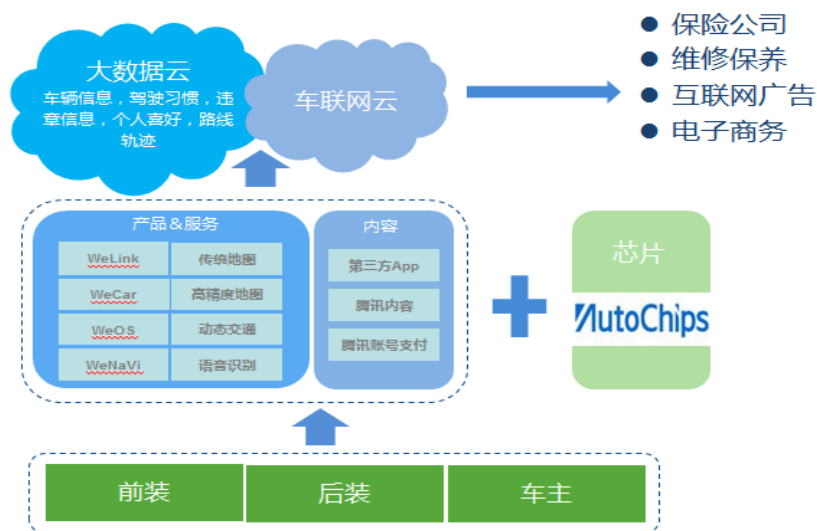 大数据云
车辆信息，驾驶习惯，违
章信息，个人喜好，路线
轨迹
车联网云
● 保险公司
● 维修保养
● 互联网广告
● 电子商务
产品＆服务
WeLink
传统地图
WeCar
高精度地图
WeOS
动态交通
WeNaVi
语音识别
内容
第三方App
腾讯内容
腾讯账号支付
芯片
AutoChips
前装
后装
车主